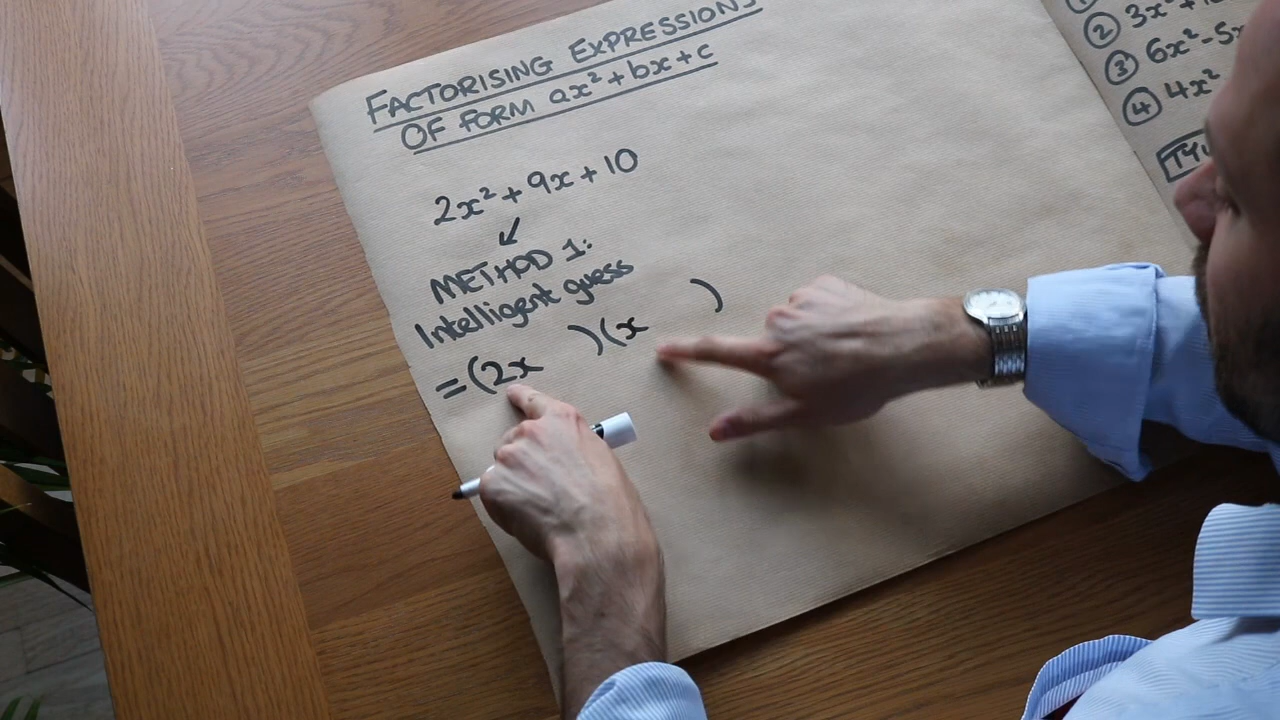 FACTORISING EXPRESSIONS
OF FORM ax²+bx+c
2x²+9x+10
↙
METHOD 1:
Intelligent guess
=(2x )(x )
②
③ 6x²-5x
④ 4x²